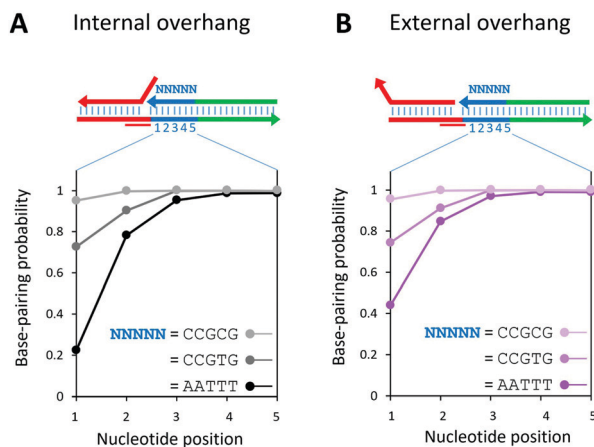 A Internal overhang
NNNNN
12345
Base-pairing probability
1
0.8
0.6
0.4
0.2
0
NNNNN = CCGCG
= CCGTG
= AATTT
1 2 3 4 5
Nucleotide position
B External overhang
NNNNN
12345
Base-pairing probability
1
0.8
0.6
0.4
0.2
0
NNNNN = CCGCG
= CCGTG
= AATTT
1 2 3 4 5
Nucleotide position